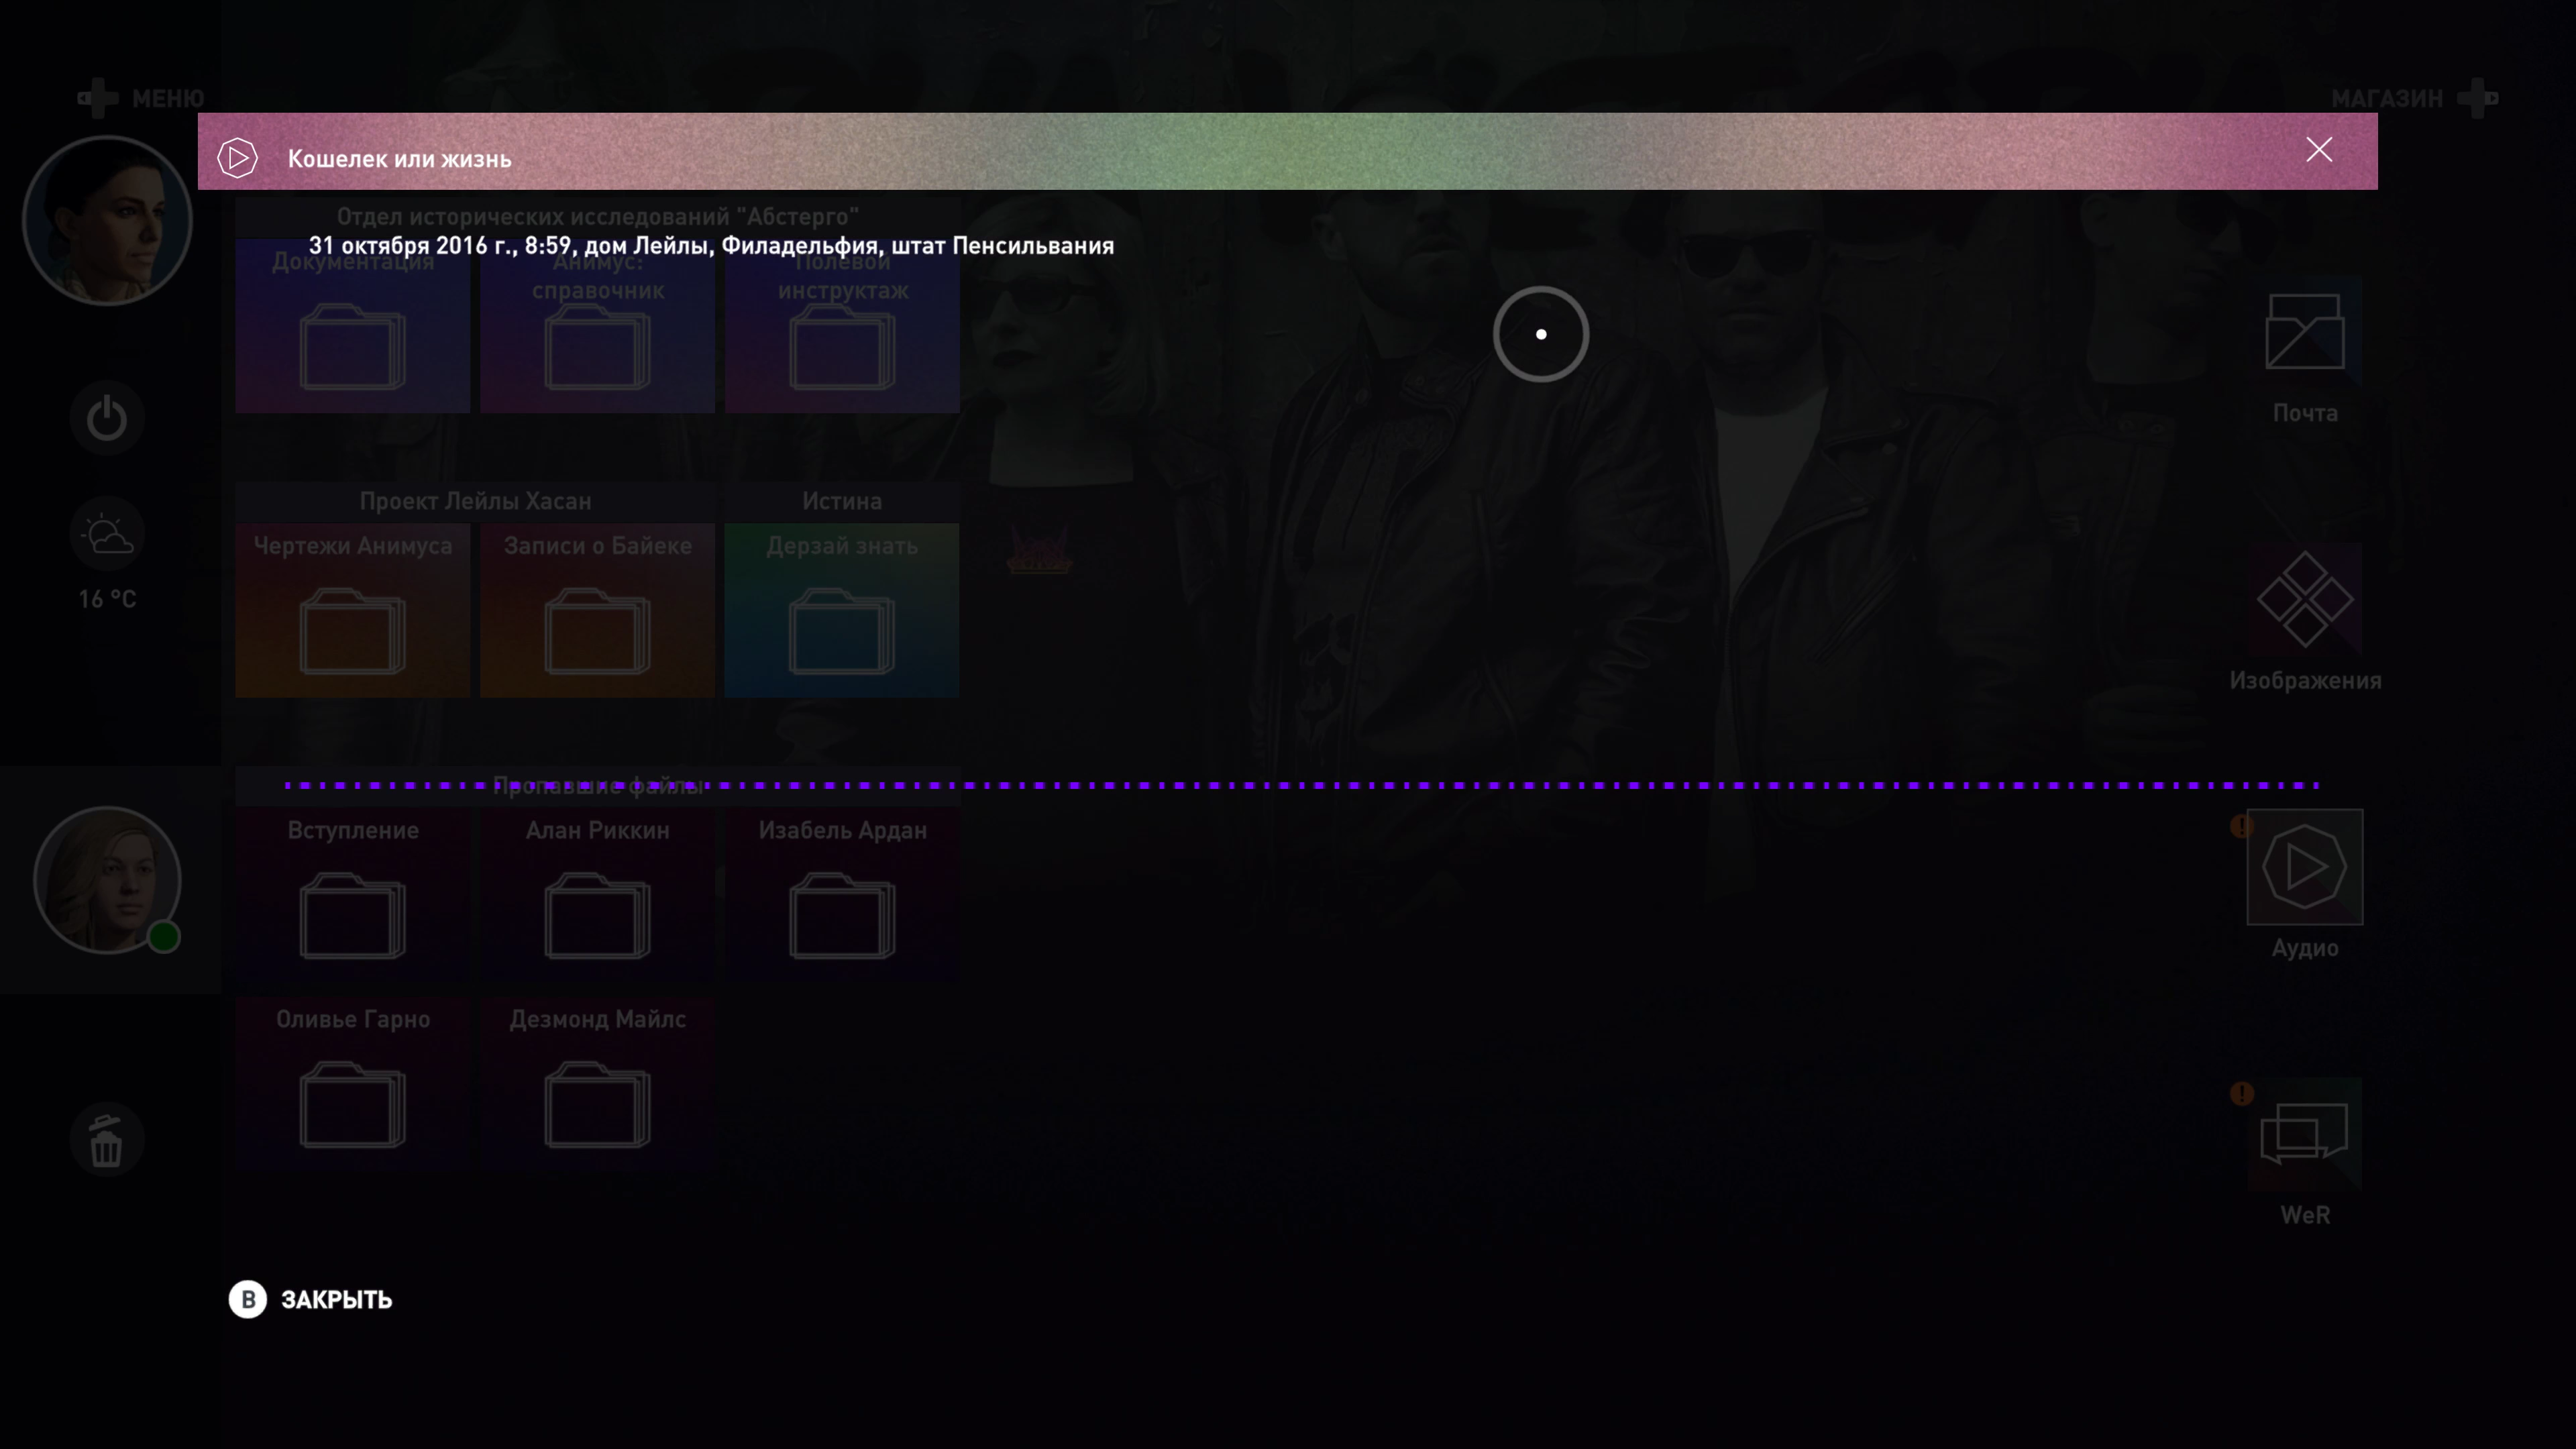 МЕНЮ
МАГАЗИН
Кошелек или жизнь
Отдел исторических исследований "Абстерго"
31 октября 2016 г., 8:59, дом Лейлы, Филадельфия, штат Пенсильвания
Документация
Анимус:
справочник
Полевой
инструктаж
Почта
Проект Лейлы Хасан
Истина
Чертежи Анимуса
Записи о Байеке
Дерзай знать
16 °C
Изображения
Пропавшие файлы
Вступление
Алан Риккин
Изабель Ардан
Аудио
Оливье Гарно
Дезмонд Майлс
WeR
B ЗАКРЫТЬ